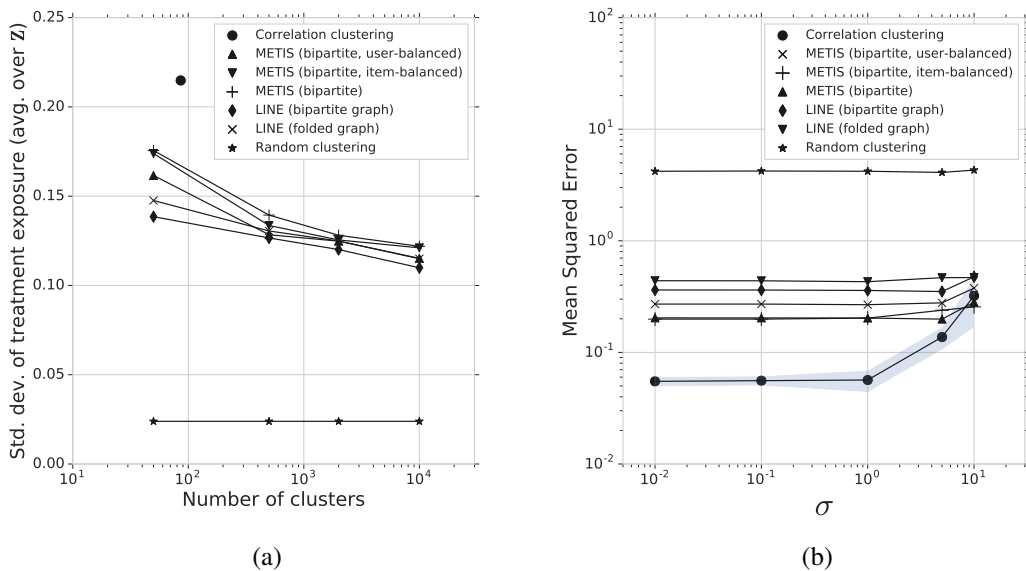 Std. dev. of treatment exposure (avg. over Z)
0.25
0.20
0.15
0.10
0.05
0.00
Correlation clustering
METIS (bipartite, user-balanced)
METIS (bipartite, item-balanced)
METIS (bipartite)
LINE (bipartite graph)
LINE (folded graph)
Random clustering
10^1
10^2
10^3
10^4
Number of clusters
(a)
Mean Squared Error
10^2
10^1
10^0
10^-1
10^-2
Correlation clustering
METIS (bipartite, user-balanced)
METIS (bipartite, item-balanced)
METIS (bipartite)
LINE (bipartite graph)
LINE (folded graph)
Random clustering
10^-2
10^-1
10^0
10^1
σ
(b)